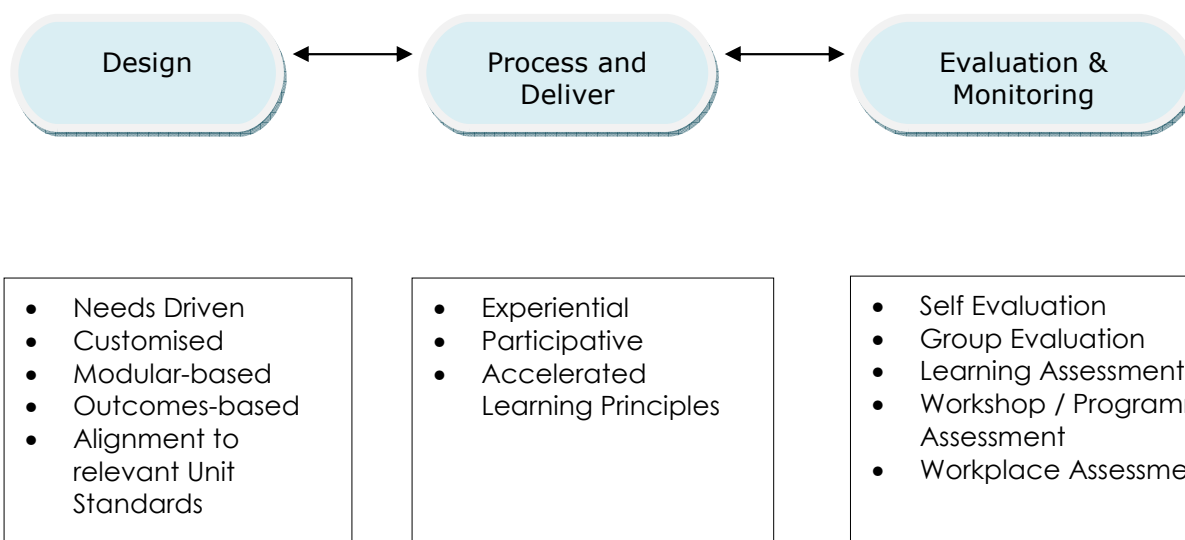 Design
Process and
Deliver
Evaluation &
Monitoring
• Needs Driven
• Customised
• Modular-based
• Outcomes-based
• Alignment to
relevant Unit
Standards
• Experiential
• Participative
• Accelerated
Learning Principles
• Self Evaluation
• Group Evaluation
• Learning Assessment
• Workshop /
Assessment
• Workplace